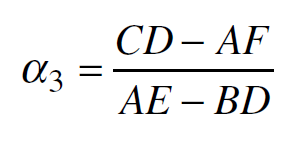 α₃ = (CD − AF) / (AE − BD)